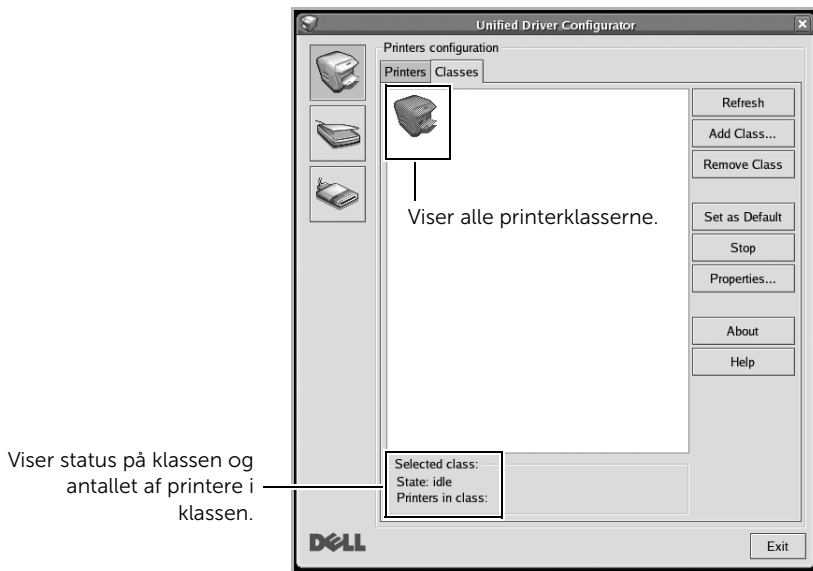 Unified Driver Configurator
Printers configuration
Printers Classes
Refresh
Add Class...
Remove Class
Set as Default
Stop
Properties...
About
Help
Viser alle printerklasserne.
Viser status på klassen og
antallet af printere i
klassen.
Selected class:
State: idle
Printers in class:
DELL
Exit